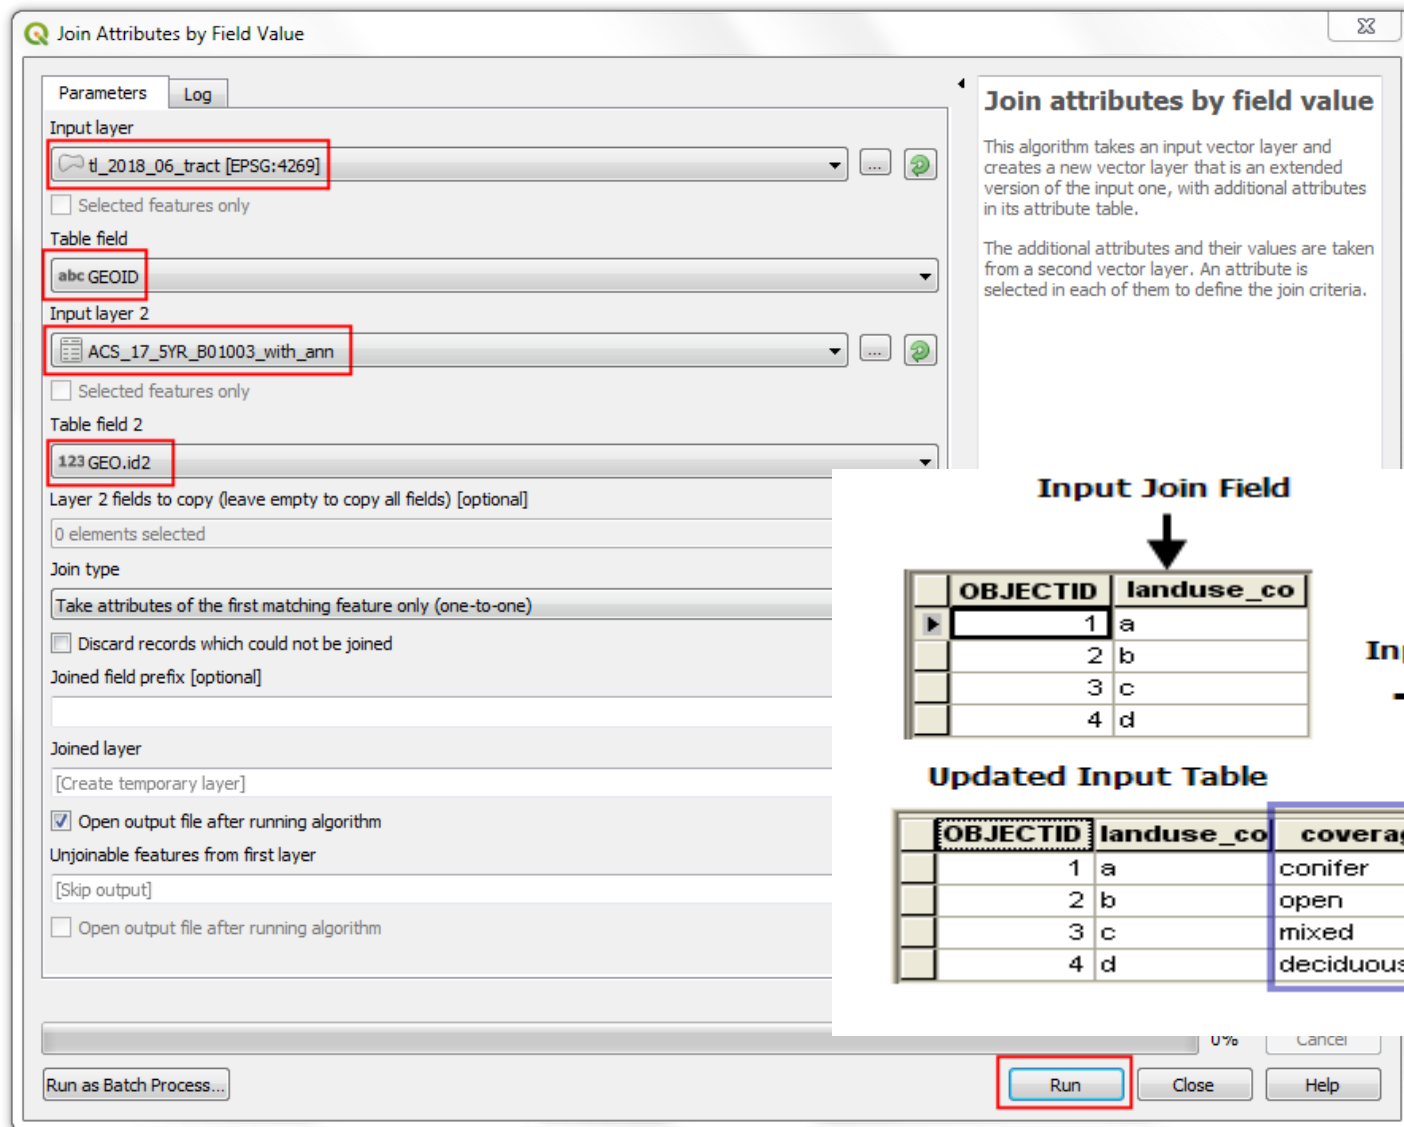 Join Attributes by Field Value
Parameters
Log
Input layer
tl_2018_06_tract [EPSG:4269]
...
Selected features only
Table field
abc GEOID
Input layer 2
ACS_17_5YR_B01003_with_ann
...
Selected features only
Table field 2
123 GEO.id2
Layer 2 fields to copy (leave empty to copy all fields) [optional]
0 elements selected
Join type
Take attributes of the first matching feature only (one-to-one)
Discard records which could not be joined
Joined field prefix [optional]
Joined layer
[Create temporary layer]
Open output file after running algorithm
Unjoinable features from first layer
[Skip output]
Open output file after running algorithm
Join attributes by field value
This algorithm takes an input vector layer and
creates a new vector layer that is an extended
version of the input one, with additional attributes
in its attribute table.
The additional attributes and their values are taken
from a second vector layer. An attribute is
selected in each of them to define the join criteria.
Input Join Field
OBJECTID landuse_co
1 a
2 b
3 c
4 d
Updated Input Table
OBJECTID landuse_co
1 a conifer
2 b open
3 c mixed
4 d deciduous
0%
Cancel
Run as Batch Process...
Run
Close
Help